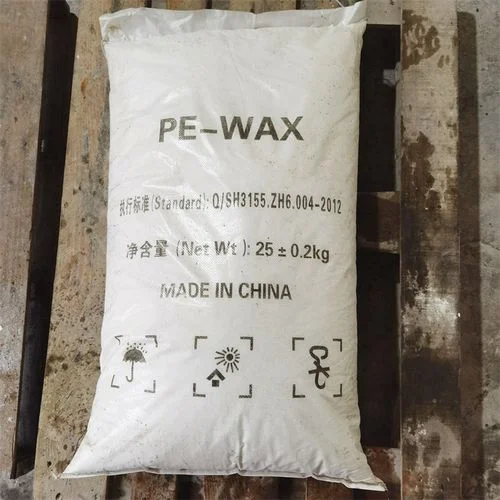 PE-WAX
执行标准(Standard):Q/SH3155.ZH6.004-2012
净含量 (Net Wt): 25 ± 0.2kg
MADE IN CHINA